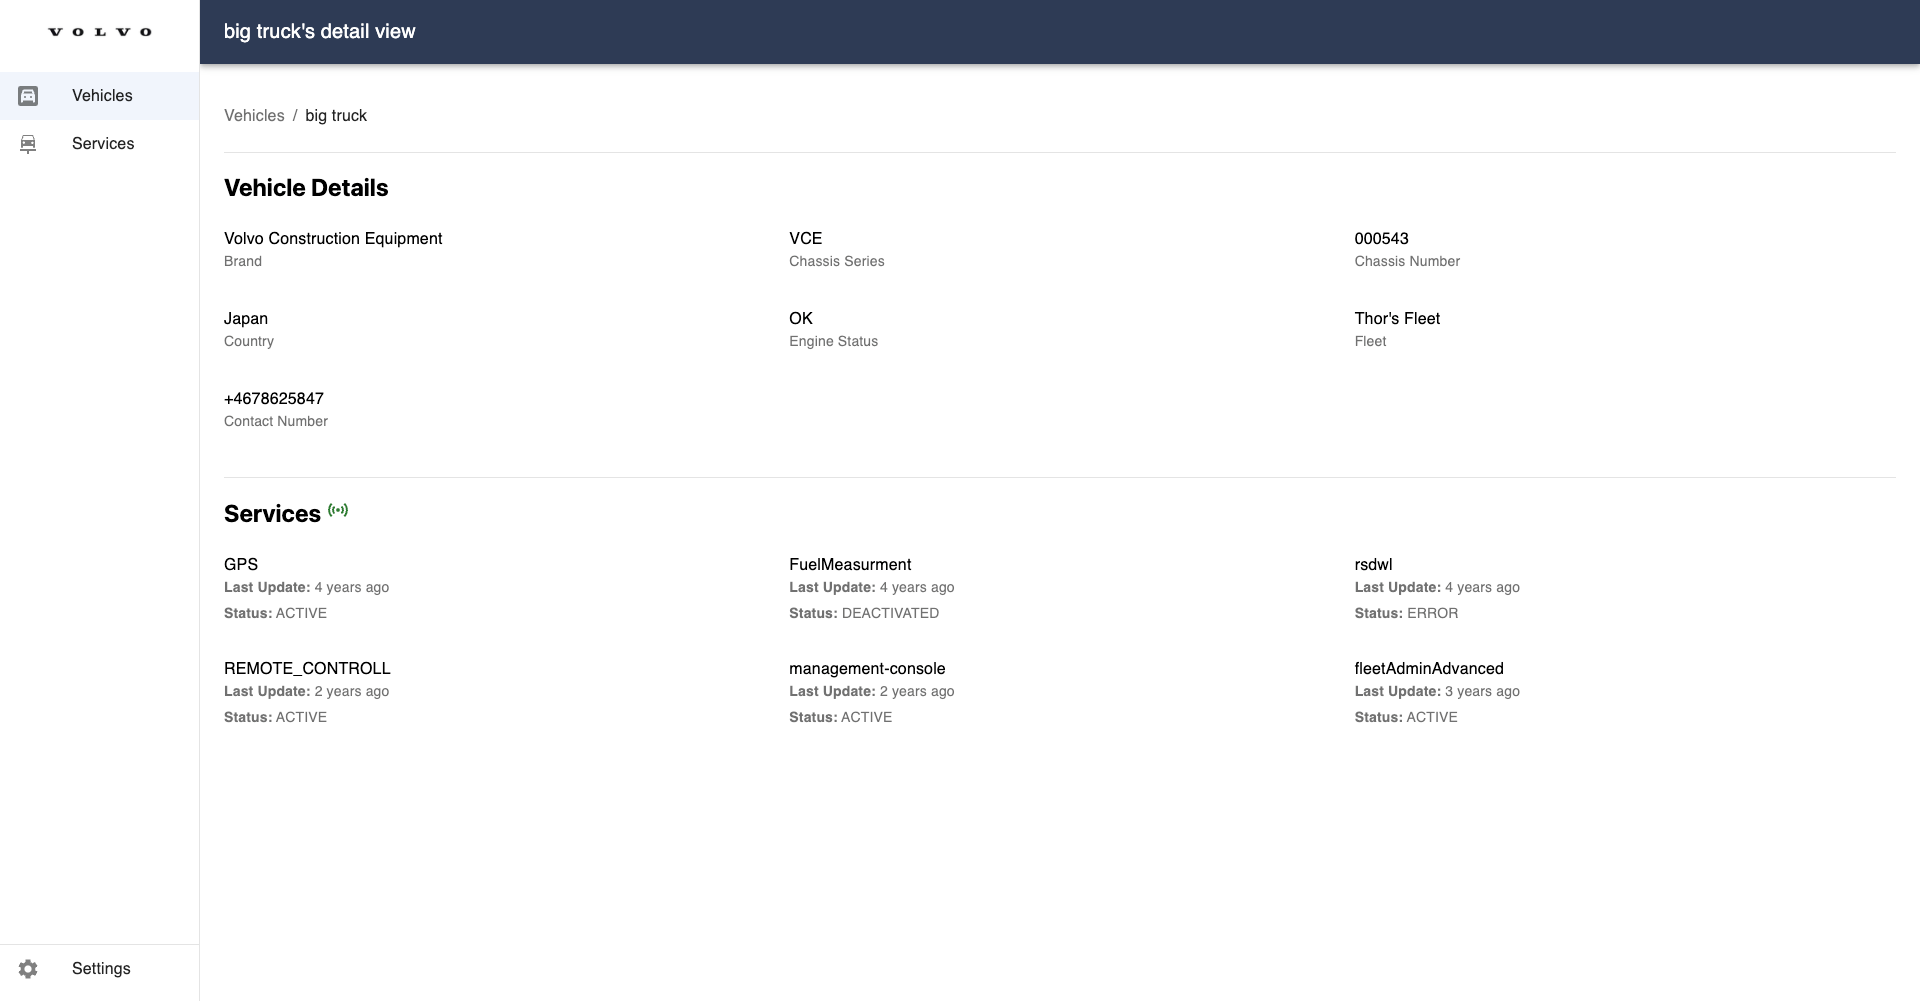 VOLVO
big truck's detail view
Vehicles
Services
Vehicles / big truck
Vehicle Details
Volvo Construction Equipment
Brand
VCE
Chassis Series
000543
Chassis Number
Japan
Country
OK
Engine Status
Thor's Fleet
Fleet
+4678625847
Contact Number
Services
GPS
Last Update: 4 years ago
Status: ACTIVE
FuelMeasurment
Last Update: 4 years ago
Status: DEACTIVATED
rsdwl
Last Update: 4 years ago
Status: ERROR
REMOTE_CONTROLL
Last Update: 2 years ago
Status: ACTIVE
management-console
Last Update: 2 years ago
Status: ACTIVE
fleetAdminAdvanced
Last Update: 3 years ago
Status: ACTIVE
Settings